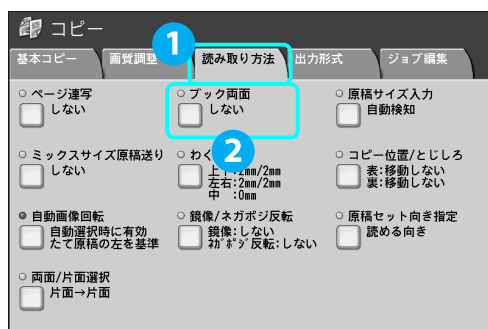 コピー
1
基本コピー 画質調整 読み取り方法 出力形式 ジョブ編集
ページ連写
しない
ブック両面
しない
原稿サイズ入力
自動検知
2
ミックスサイズ原稿送り
しない
わく
上下:2mm/2mm
左右:2mm/2mm
中 :0mm
コピー位置/とじしろ
表:移動しない
裏:移動しない
自動画像回転
自動選択時に有効
たて原稿の左を基準
鏡像/ネガポジ反転
鏡像:しない
ネガポジ反転:しない
原稿セット向き指定
読める向き
両面/片面選択
片面→片面